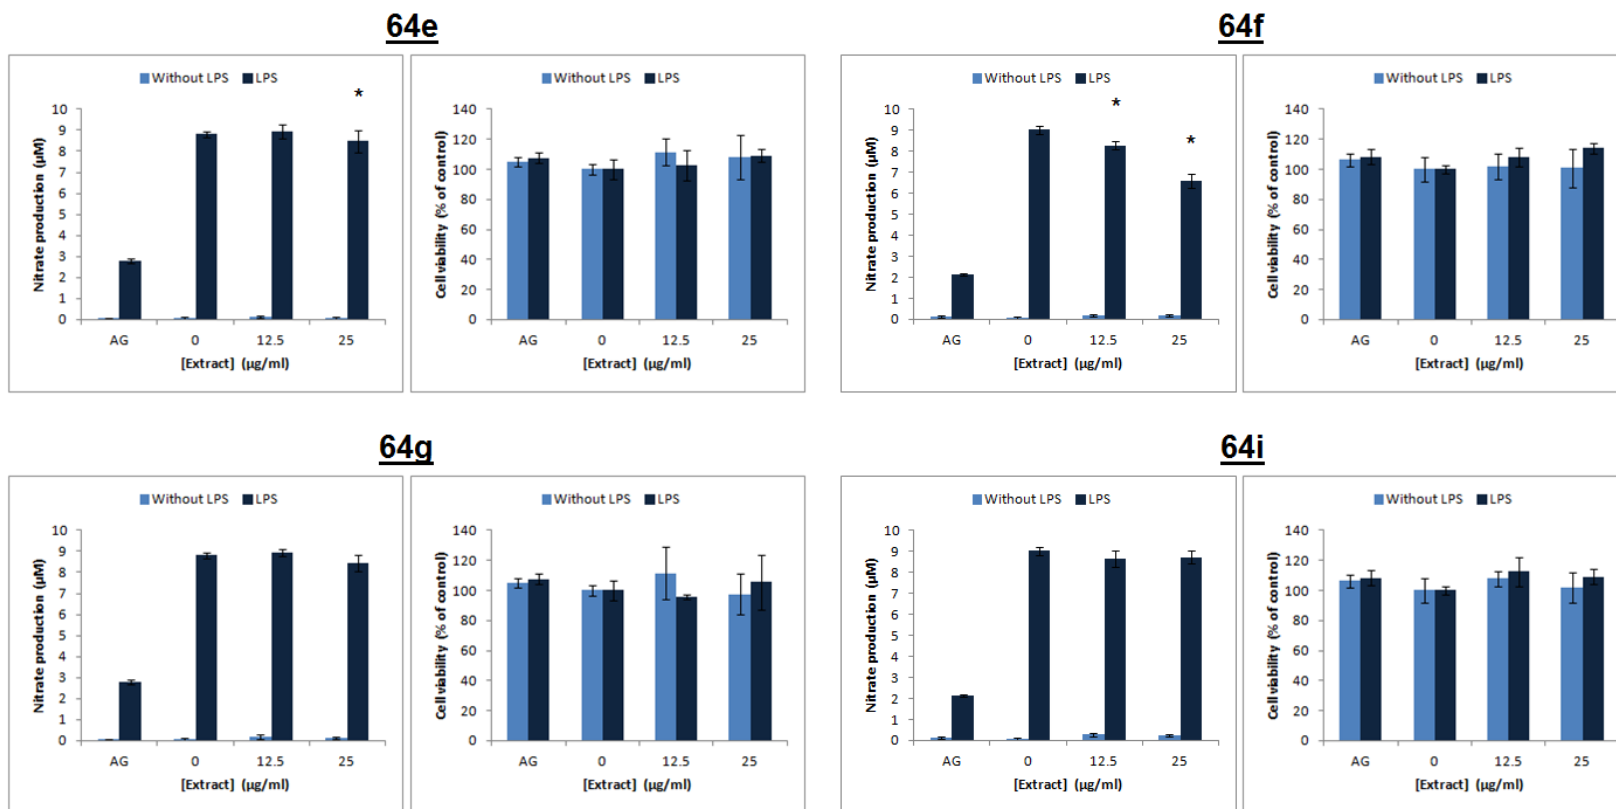 64e
Without LPS LPS
*
Nitrate production (µM)
10
9
8
7
6
5
4
3
2
1
0
AG 0 12.5 25
[Extract] (µg/ml)
Without LPS LPS
Cell viability (% of control)
140
120
100
80
60
40
20
0
AG 0 12.5 25
[Extract] (µg/ml)
64f
Without LPS LPS
*
*
Nitrate production (µM)
10
9
8
7
6
5
4
3
2
1
0
AG 0 12.5 25
[Extract] (µg/ml)
Without LPS LPS
Cell viability (% of control)
140
120
100
80
60
40
20
0
AG 0 12.5 25
[Extract] (µg/ml)
64g
Without LPS LPS
Nitrate production (µM)
10
9
8
7
6
5
4
3
2
1
0
AG 0 12.5 25
[Extract] (µg/ml)
Without LPS LPS
Cell viability (% of control)
140
120
100
80
60
40
20
0
AG 0 12.5 25
[Extract] (µg/ml)
64i
Without LPS LPS
Nitrate production (µM)
10
9
8
7
6
5
4
3
2
1
0
AG 0 12.5 25
[Extract] (µg/ml)
Without LPS LPS
Cell viability (% of control)
140
120
100
80
60
40
20
0
AG 0 12.5 25
[Extract] (µg/ml)